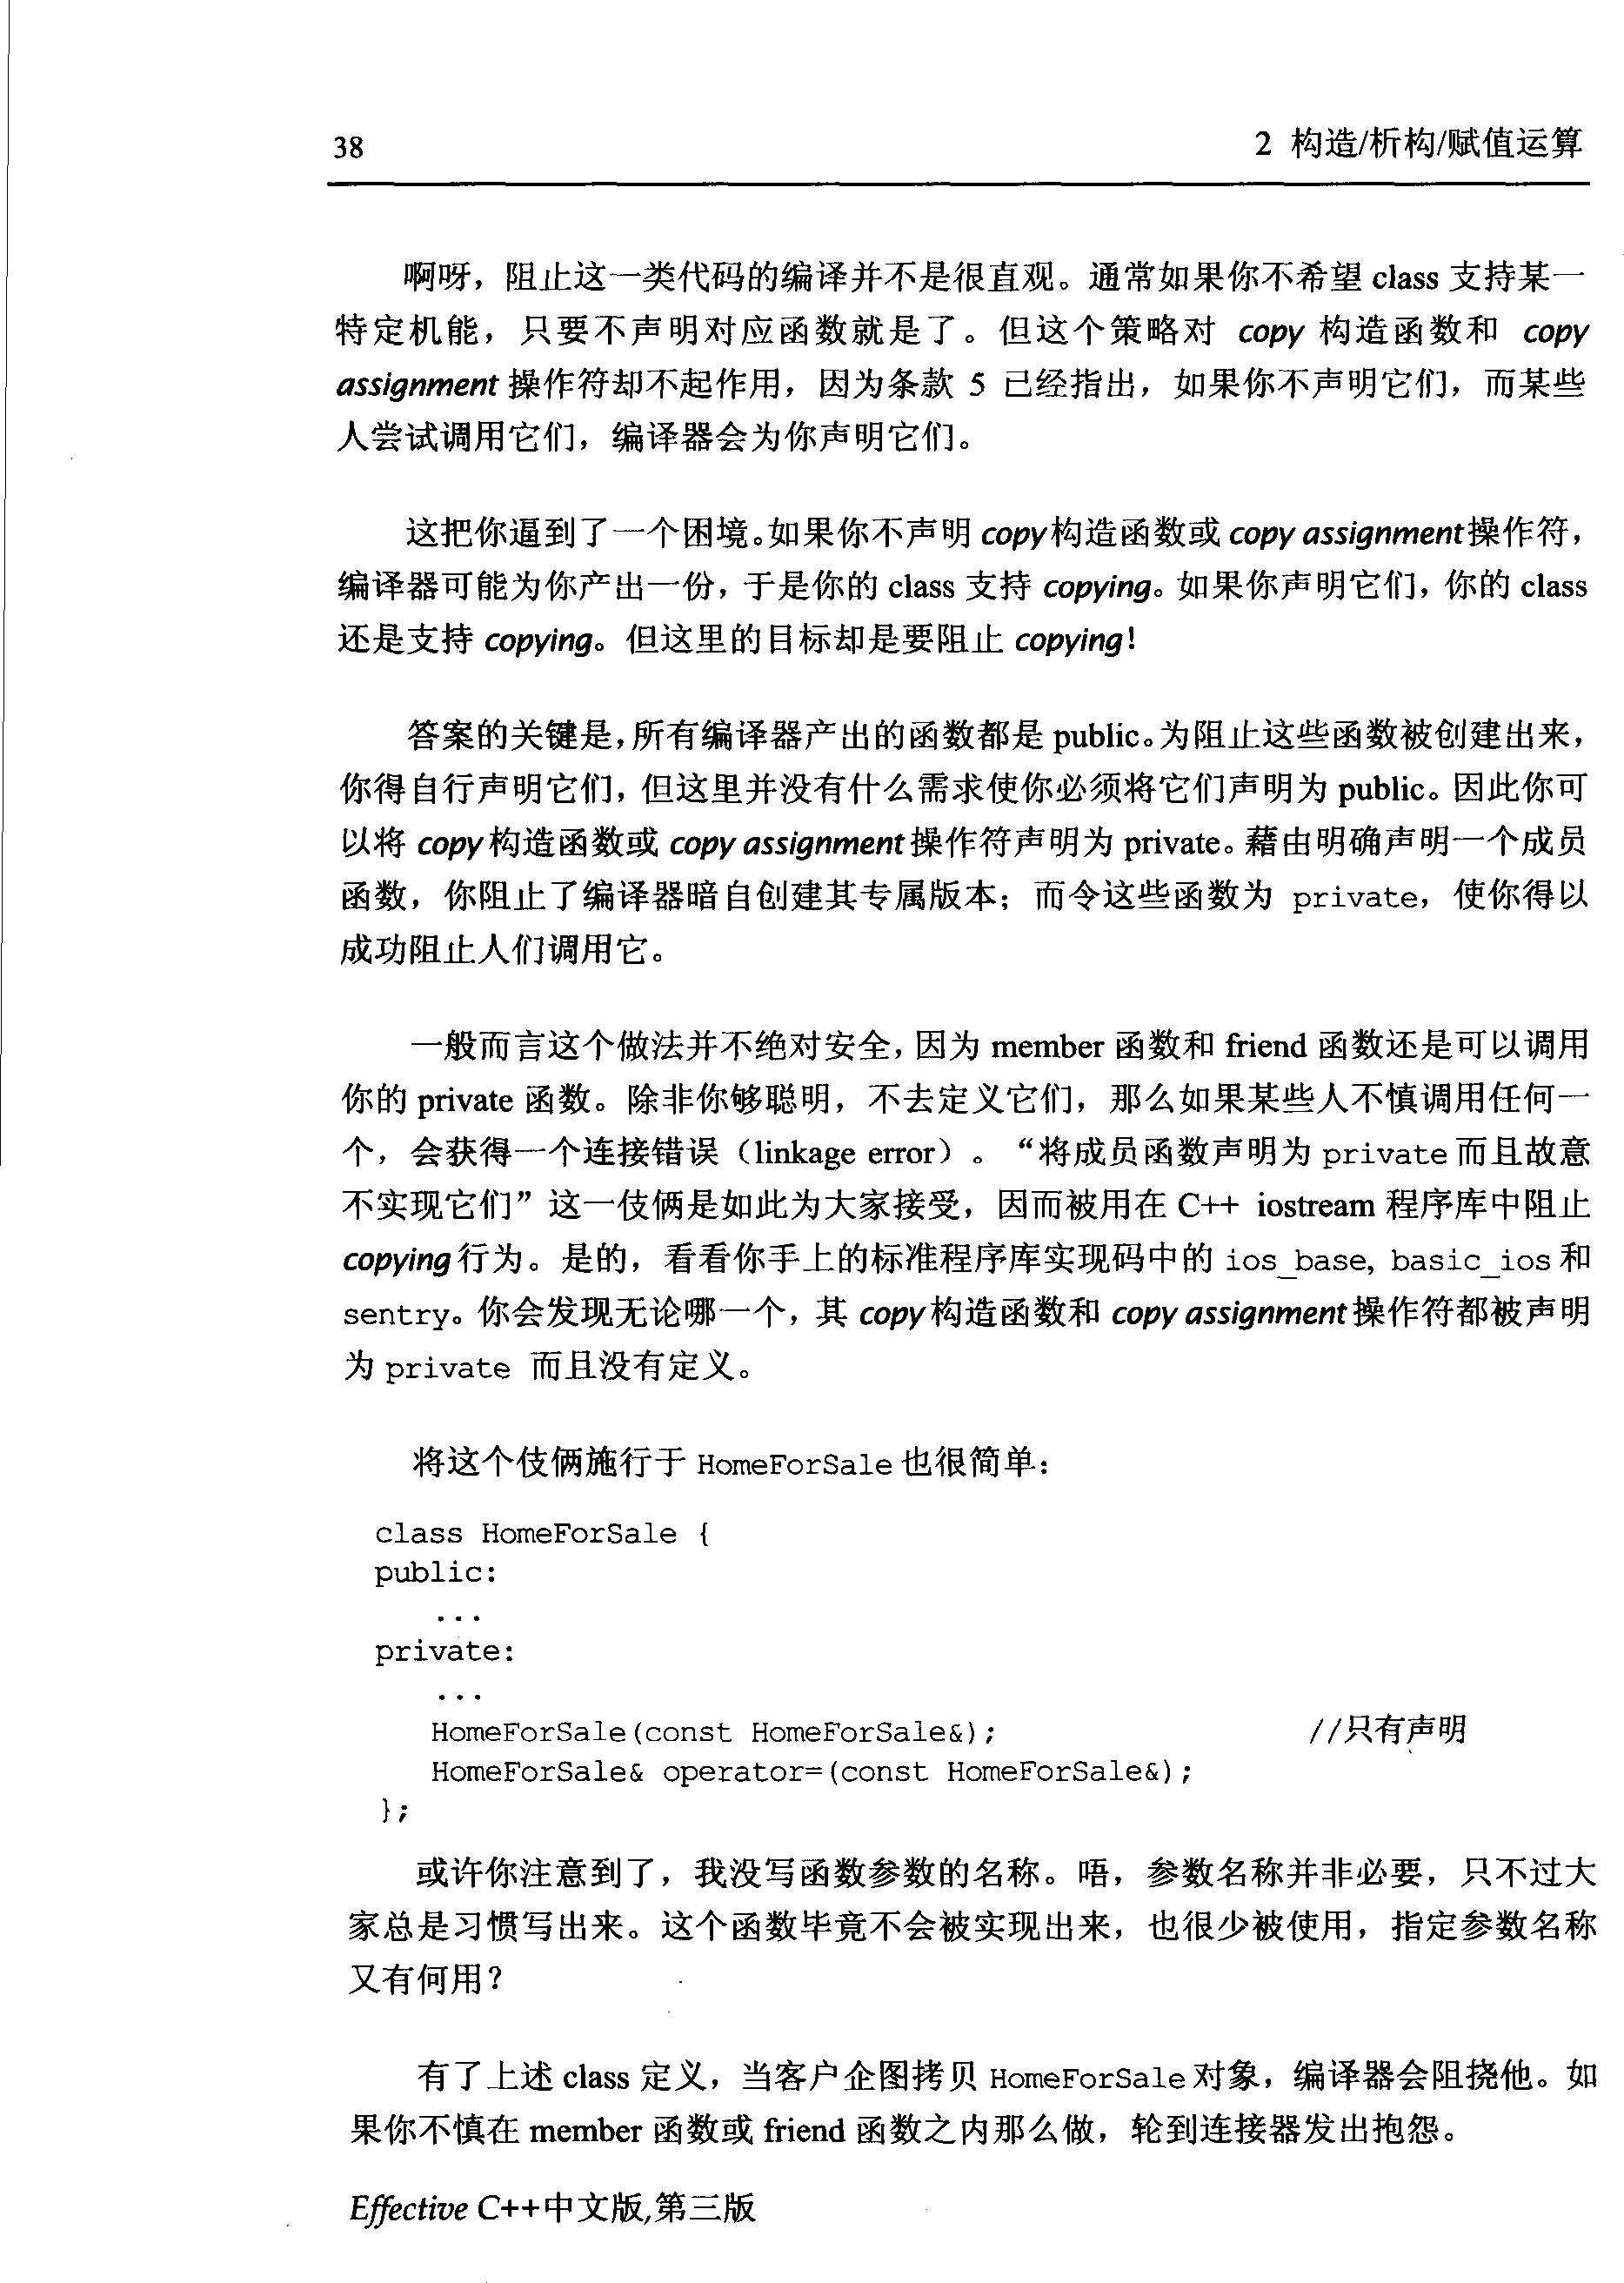 38
2 构造/析构/赋值运算
啊呀，阻止这一类代码的编译并不是很直观。通常如果你不希望 class 支持某一
特定机能，只要不声明对应函数就是了。但这个策略对 copy 构造函数和 copy
assignment 操作符却不起作用，因为条款 5 已经指出，如果你不声明它们，而某些
人尝试调用它们，编译器会为你声明它们。
这把你逼到了一个困境。如果你不声明 copy 构造函数或 copy assignment 操作符，
编译器可能为你产出一份，于是你的 class 支持 copying。如果你声明它们，你的 class
还是支持 copying。但这里的目标却是要阻止 copying！
答案的关键是，所有编译器产出的函数都是 public。为阻止这些函数被创建出来，
你得自行声明它们，但这里并没有什么需求使你必须将它们声明为 public。因此你可
以将 copy 构造函数或 copy assignment 操作符声明为 private。藉由明确声明一个成员
函数，你阻止了编译器暗自创建其专属版本；而令这些函数为 private，使你得以
成功阻止人们调用它。
一般而言这个做法并不绝对安全，因为 member 函数和 friend 函数还是可以调用
你的 private 函数。除非你够聪明，不去定义它们，那么如果某些人不慎调用任何一
个，会获得一个连接错误（linkage error）。“将成员函数声明为 private 而且故意
不实现它们”这一伎俩是如此为大家接受，因而被用在 C++ iostream 程序库中阻止
copying 行为。是的，看看你手上的标准程序库实现码中的 ios_base, basic_ios 和
sentry。你会发现无论哪一个，其 copy 构造函数和 copy assignment 操作符都被声明
为 private 而且没有定义。
将这个伎俩施行于 HomeForSale 也很简单：
class HomeForSale {
public:
...
private:
...
HomeForSale(const HomeForSale&); //只有声明
HomeForSale& operator=(const HomeForSale&);
};
或许你注意到了，我没写函数参数的名称。唔，参数名称并非必要，只不过大
家总是习惯写出来。这个函数毕竟不会被实现出来，也很少被使用，指定参数名称
又有何用？
有了上述 class 定义，当客户企图拷贝 HomeForSale 对象，编译器会阻挠他。如
果你不慎在 member 函数或 friend 函数之内那么做，轮到连接器发出抱怨。
Effective C++中文版,第三版